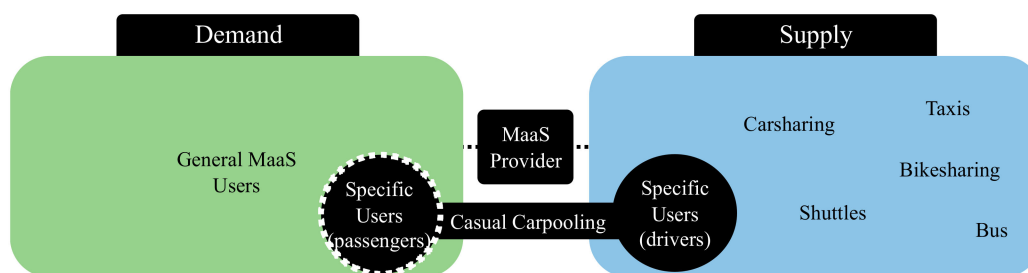 Demand
Supply
General MaaS
Users
Specific
Users
(passengers)
MaaS
Provider
Casual Carpooling
Specific
Users
(drivers)
Carsharing
Taxis
Bikesharing
Shuttles
Bus